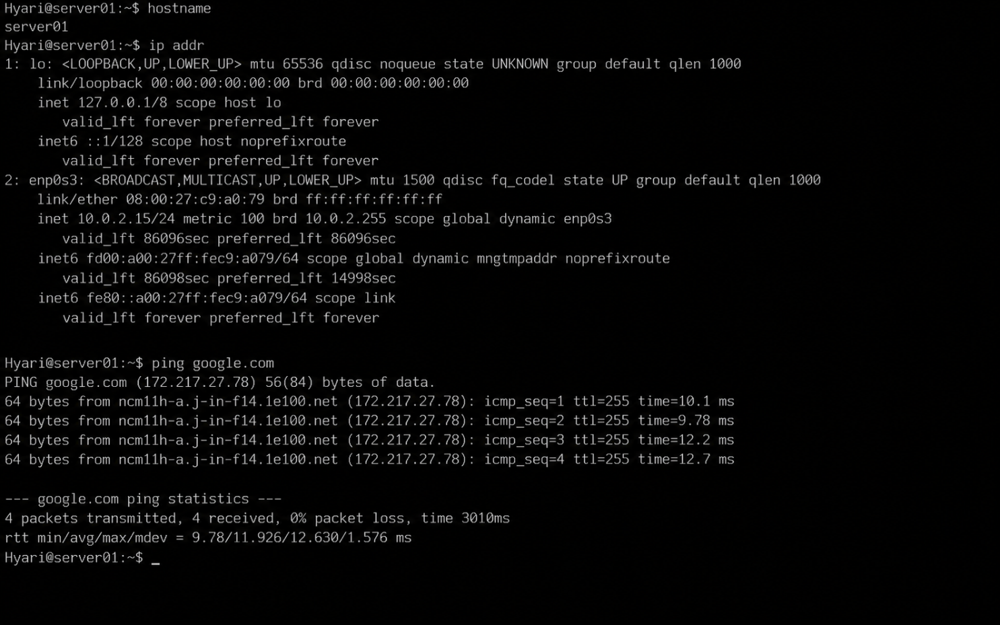 Hyari@server01:~$ hostname
server01
Hyari@server01:~$ ip addr
1: lo: <LOOPBACK,UP,LOWER_UP> mtu 65536 qdisc noqueue state UNKNOWN group default qlen 1000
    link/loopback 00:00:00:00:00:00 brd 00:00:00:00:00:00
    inet 127.0.0.1/8 scope host lo
       valid_lft forever preferred_lft forever
    inet6 ::1/128 scope host noprefixroute
       valid_lft forever preferred_lft forever
2: enp0s3: <BROADCAST,MULTICAST,UP,LOWER_UP> mtu 1500 qdisc fq_codel state UP group default qlen 1000
    link/ether 08:00:27:c9:a0:79 brd ff:ff:ff:ff:ff:ff
    inet 10.0.2.15/24 metric 100 brd 10.0.2.255 scope global dynamic enp0s3
       valid_lft 86096sec preferred_lft 86096sec
    inet6 fd00:a00:27ff:fec9:a079/64 scope global dynamic mngtmpaddr noprefixroute
       valid_lft 86098sec preferred_lft 14998sec
    inet6 fe80::a00:27ff:fec9:a079/64 scope link
       valid_lft forever preferred_lft forever

Hyari@server01:~$ ping google.com
PING google.com (172.217.27.78) 56(84) bytes of data.
64 bytes from ncm11h-a.j-in-f14.1e100.net (172.217.27.78): icmp_seq=1 ttl=255 time=10.1 ms
64 bytes from ncm11h-a.j-in-f14.1e100.net (172.217.27.78): icmp_seq=2 ttl=255 time=9.78 ms
64 bytes from ncm11h-a.j-in-f14.1e100.net (172.217.27.78): icmp_seq=3 ttl=255 time=12.2 ms
64 bytes from ncm11h-a.j-in-f14.1e100.net (172.217.27.78): icmp_seq=4 ttl=255 time=12.7 ms

--- google.com ping statistics ---
4 packets transmitted, 4 received, 0% packet loss, time 3010ms
rtt min/avg/max/mdev = 9.78/11.926/12.630/1.576 ms
Hyari@server01:~$ _